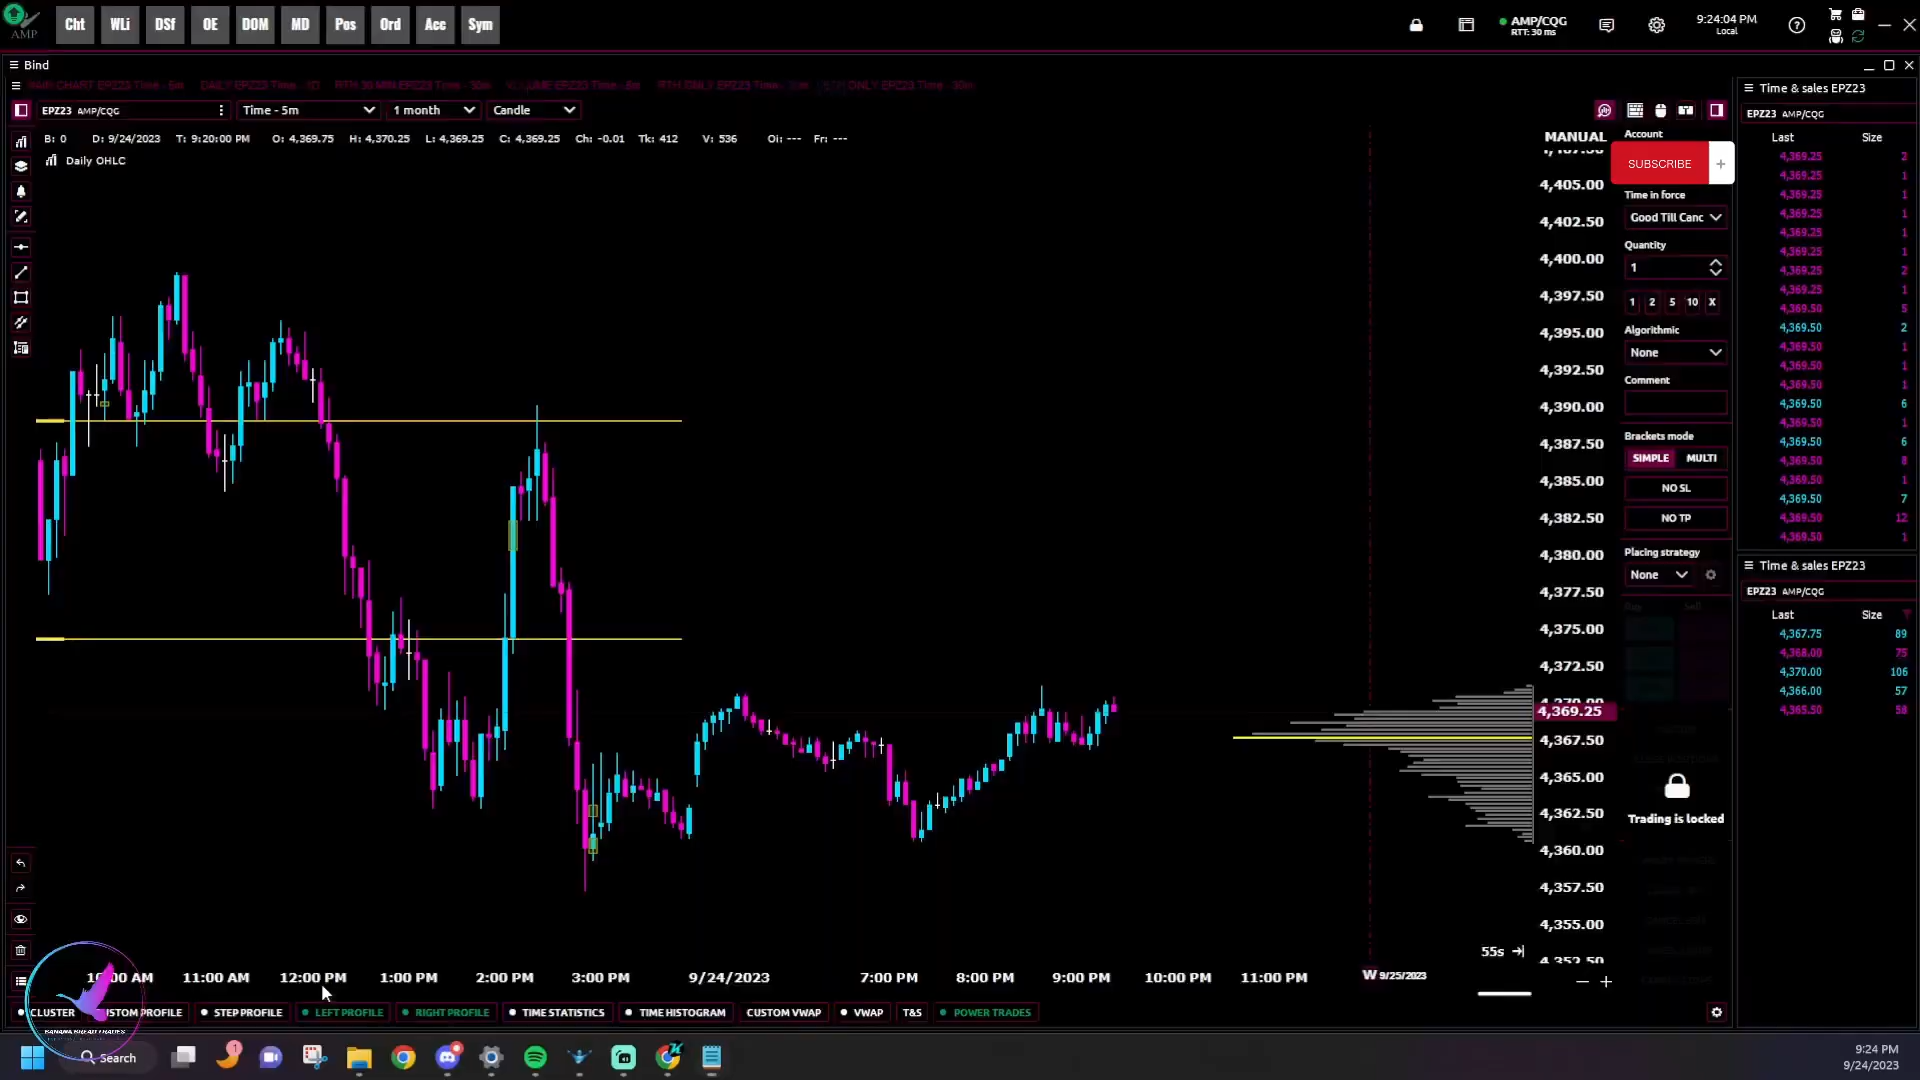 AMP
Cht
WLi
DSf
OE
DOM
MD
Pos
Ord
Acc
Sym
AMP/CQG
RTT: 30 ms
9:24:04 PM
Local
Bind
MAIN CHART EPZ23 Time - 5m
DAILY EPZ23 Time - 1D
RTH 30 MIN EPZ23 Time - 30m
VOLUME EPZ23 Time - 5m
Time & sales EPZ23
EPZ23 AMP/CQG
Time - 5m
1 month
Candle
EPZ23 AMP/CQG
B: 0 D: 9/24/2023 T: 9:20:00 PM O: 4,369.75 H: 4,370.25 L: 4,369.25 C: 4,369.25 Ch: -0.01 Tk: 412 V: 536 Oi: --- Fr: ---
Daily OHLC
MANUAL
4,405.00
4,402.50
4,400.00
4,397.50
4,395.00
4,392.50
4,390.00
4,387.50
4,385.00
4,382.50
4,380.00
4,377.50
4,375.00
4,372.50
4,369.25
4,367.50
4,365.00
4,362.50
4,360.00
4,357.50
4,355.00
4,352.50
55s
Account
SUBSCRIBE +
Time in force
Good Till Canc
Quantity
1
1 2 5 10 X
Algorithmic
None
Comment
Brackets mode
SIMPLE MULTI
NO SL
NO TP
Placing strategy
None
Buy Sell
Trading is locked
Last Size
4,369.25 2
4,369.25 1
4,369.25 1
4,369.25 1
4,369.25 1
4,369.25 1
4,369.25 2
4,369.25 1
4,369.50 5
4,369.50 2
4,369.50 1
4,369.50 1
4,369.50 1
4,369.50 6
4,369.50 1
4,369.50 6
4,369.50 8
4,369.50 1
4,369.50 7
4,369.50 12
4,369.50 1
Time & sales EPZ23
EPZ23 AMP/CQG
Last Size
4,367.75 89
4,368.00 75
4,370.00 106
4,366.00 57
4,365.50 58
11:00 AM
12:00 PM
1:00 PM
2:00 PM
3:00 PM
9/24/2023
7:00 PM
8:00 PM
9:00 PM
10:00 PM
11:00 PM
W 9/25/2023
CLUSTER
STEP PROFILE
LEFT PROFILE
RIGHT PROFILE
TIME STATISTICS
TIME HISTOGRAM
CUSTOM VWAP
VWAP
T&S
POWER TRADES
BANANA BREAD TRADES
Search
1
9:24 PM
9/24/2023